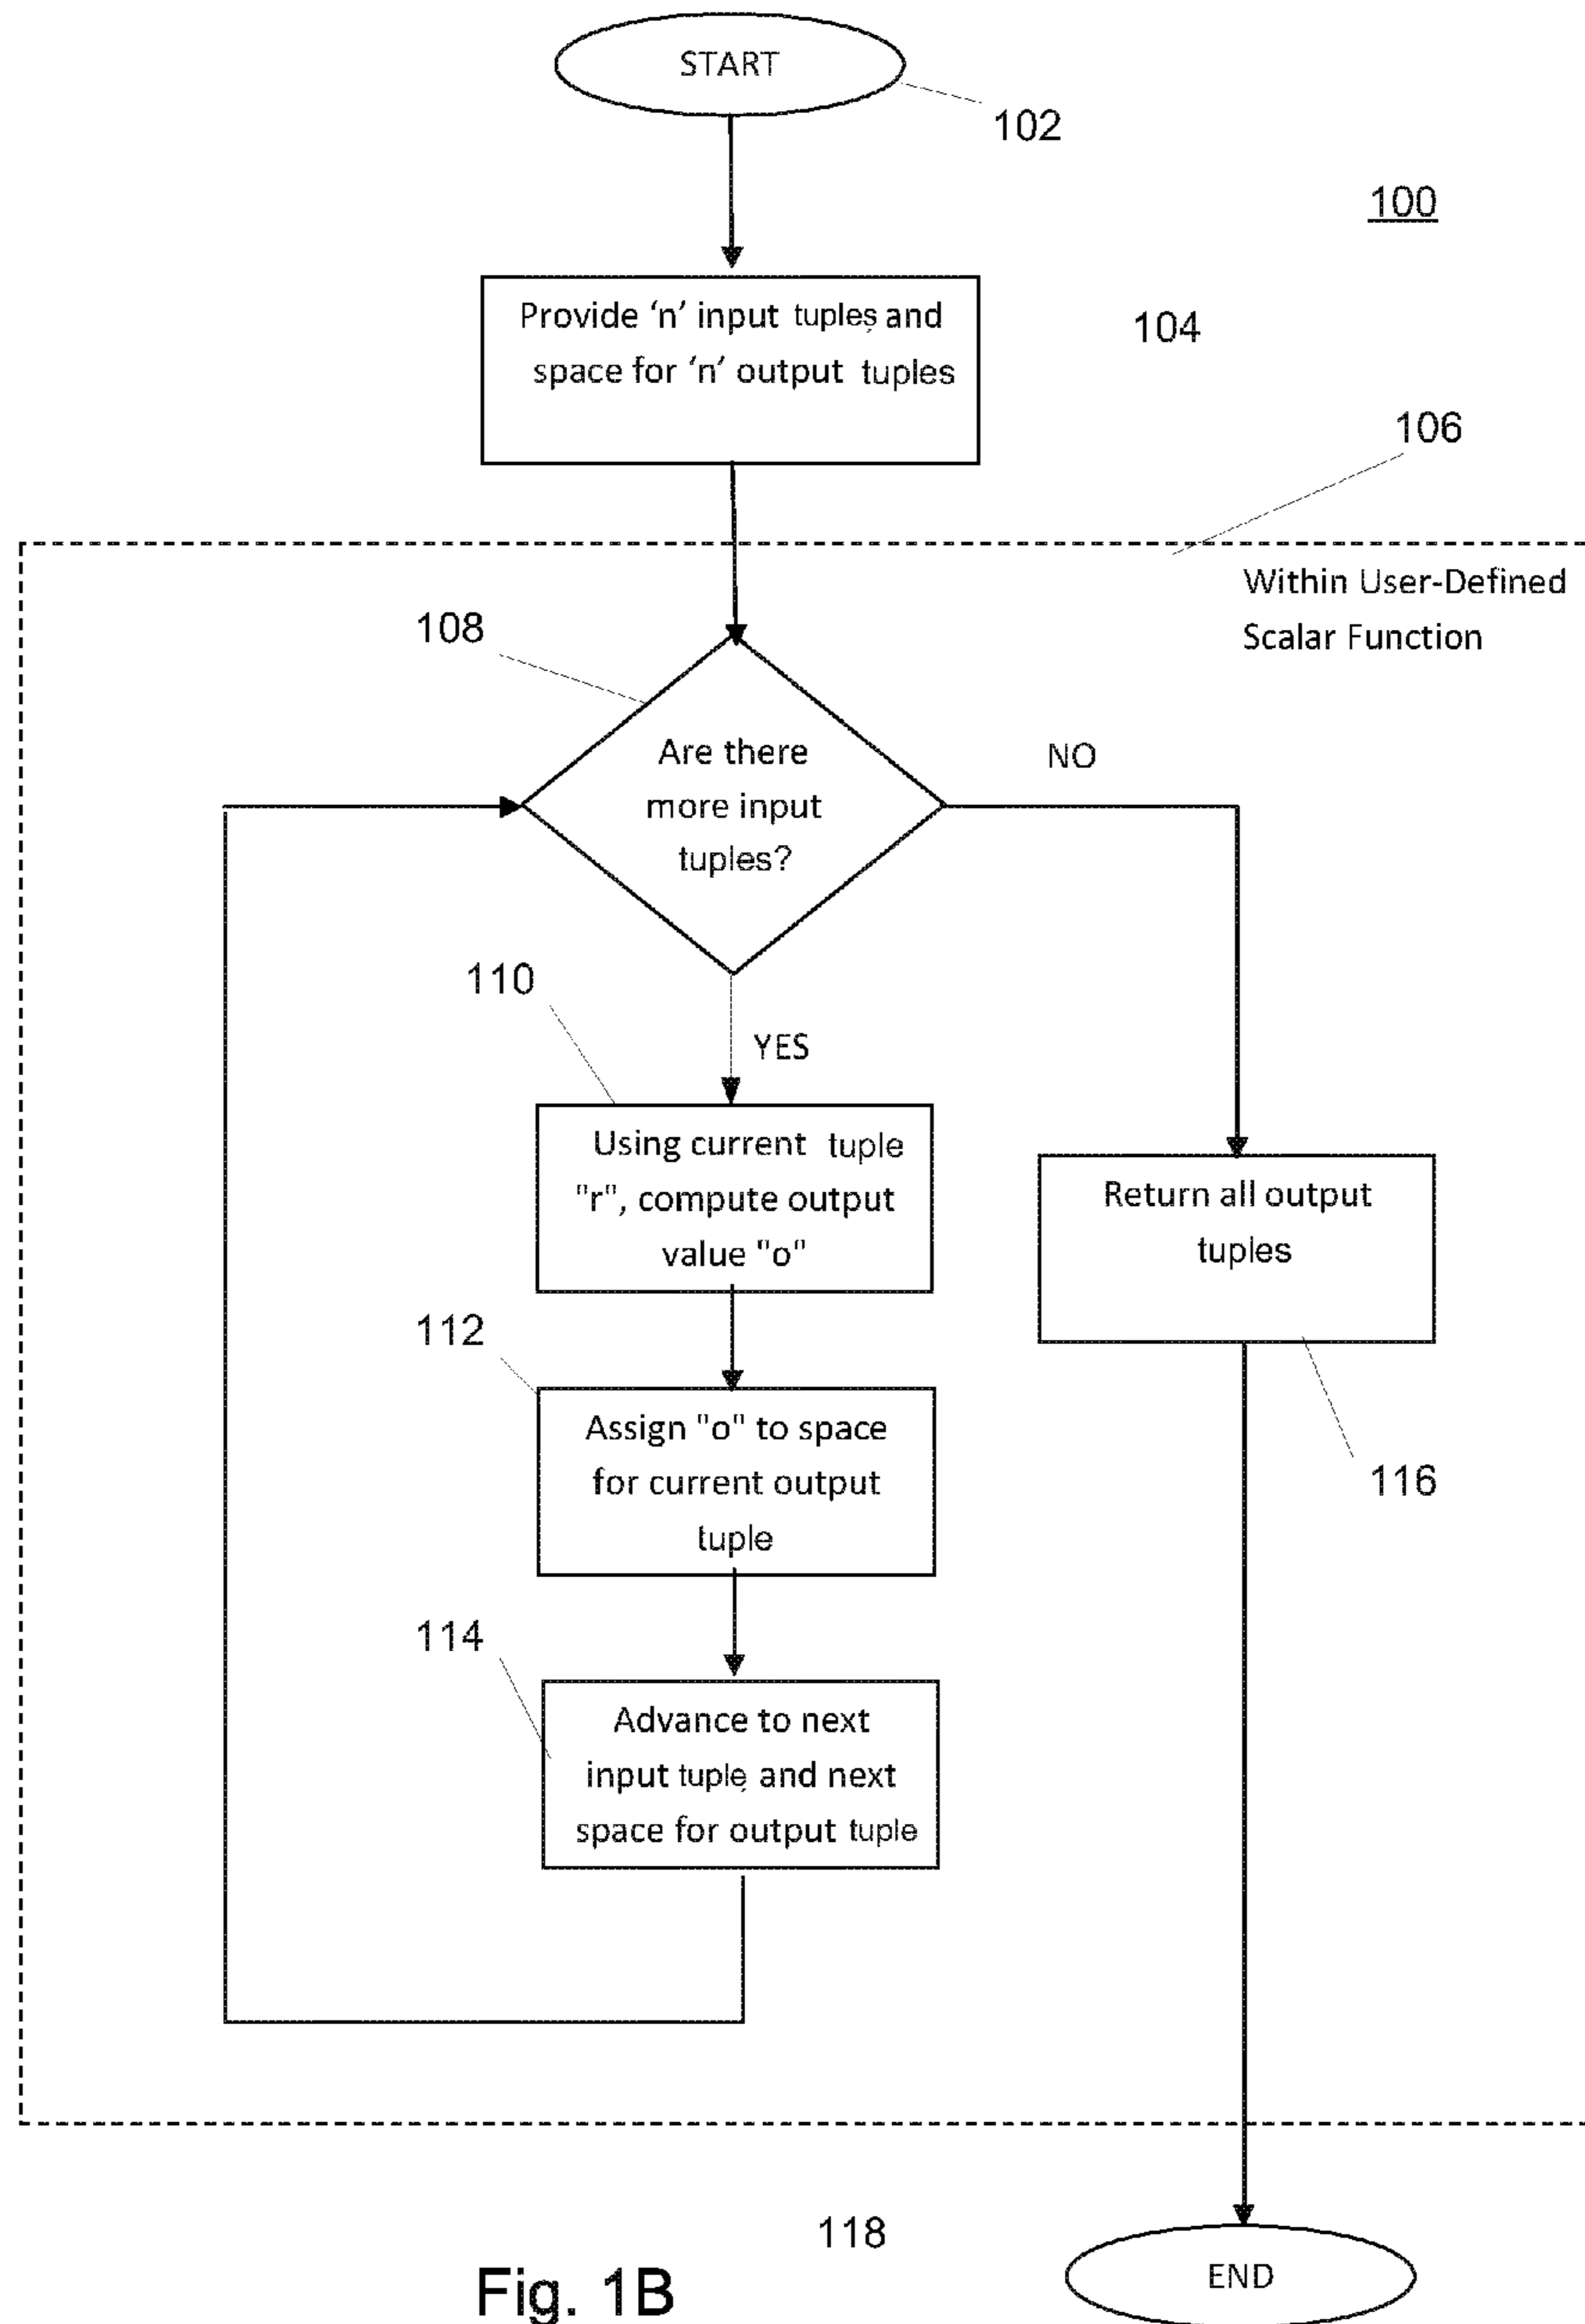 START
102
100
Provide ‘n’ input tuples and
space for ‘n’ output tuples
104
106
Within User-Defined
Scalar Function
108
Are there
more input
tuples?
NO
110
YES
Using current tuple
"r", compute output
value "o"
Return all output
tuples
112
Assign "o" to space
for current output
tuple
116
114
Advance to next
input tuple and next
space for output tuple
118
END
Fig. 1B